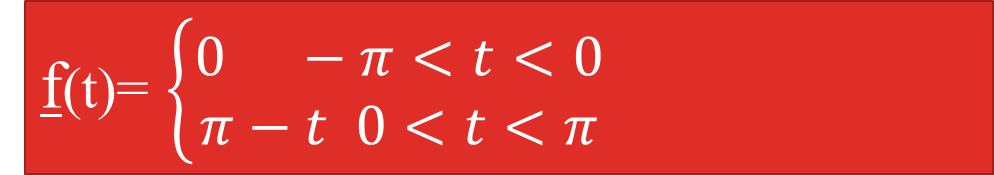 f(t)= { 0 − π < t < 0
π − t 0 < t < π